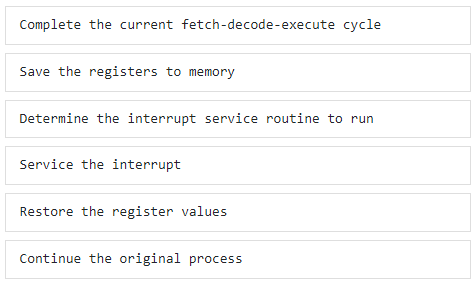 Complete the current fetch-decode-execute cycle
Save the registers to memory
Determine the interrupt service routine to run
Service the interrupt
Restore the register values
Continue the original process